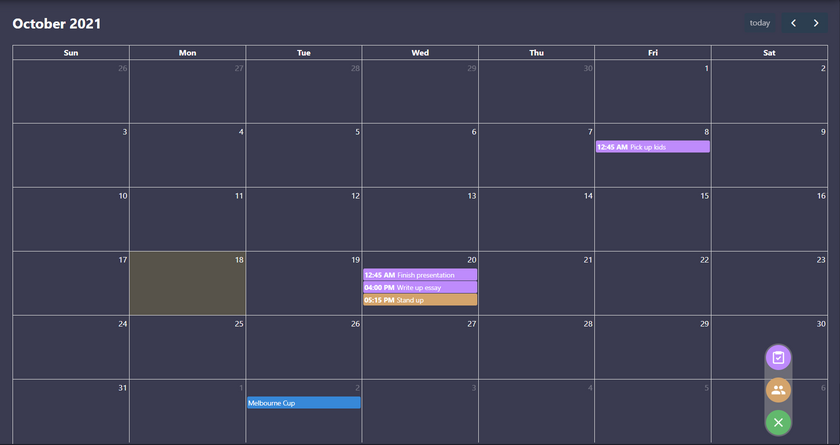 October 2021
today
Sun Mon Tue Wed Thu Fri Sat
26 27 28 29 30 1 2
3 4 5 6 7 8 9
12:45 AM Pick up kids
10 11 12 13 14 15 16
17 18 19 20 21 22 23
12:45 AM Finish presentation
04:00 PM Write up essay
05:15 PM Stand up
24 25 26 27 28 29 30
31 1 2 3 4 5 6
Melbourne Cup